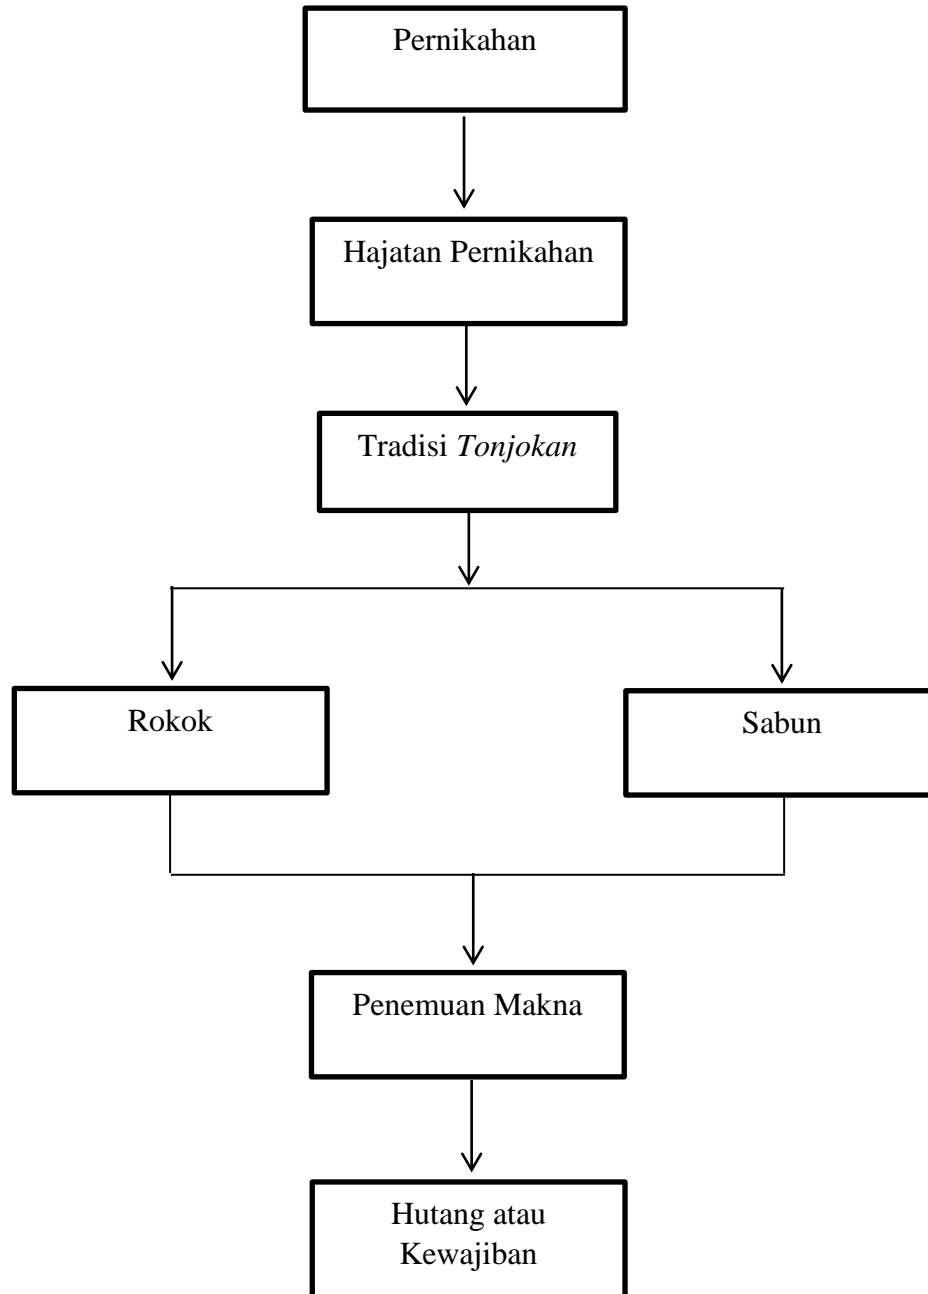 Pernikahan
Hajatan Pernikahan
Tradisi Tonjokan
Rokok
Sabun
Penemuan Makna
Hutang atau
Kewajiban